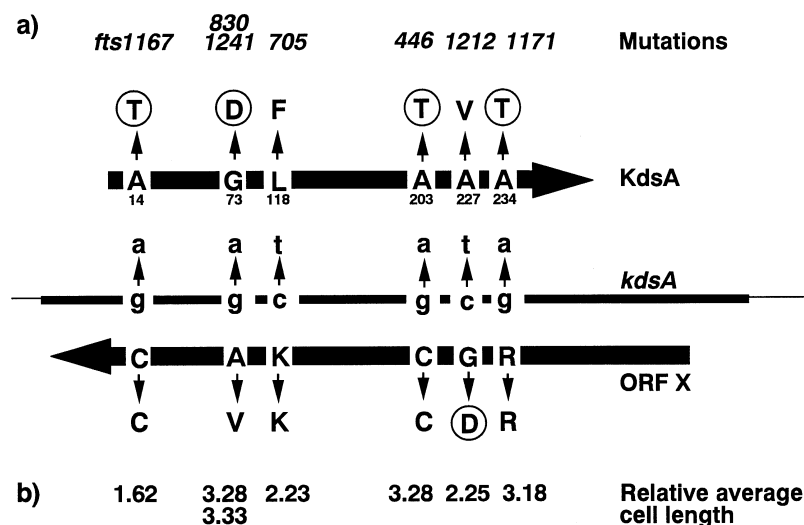 a)
830
fts1167 1241 705 446 1212 1171 Mutations
T D F T V T
A G L A A A KdsA
14 73 118 203 227 234
a a t a t a
kdsA
g g c g c g
C A K C G R
ORF X
C V K C D R
b) 1.62 3.28 2.23 3.28 2.25 3.18 Relative average
3.33 cell length